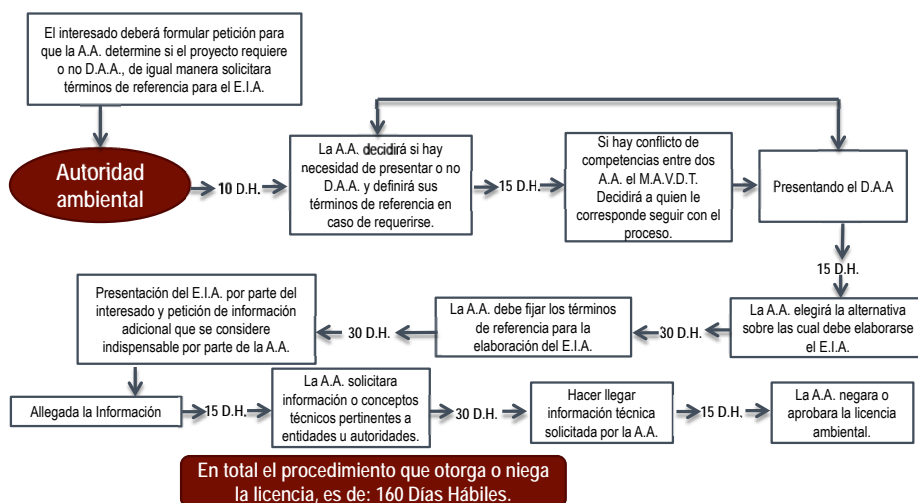 El interesado deberá formular petición para
que la A.A. determine si el proyecto requiere
o no D.A.A., de igual manera solicitara
términos de referencia para el E.I.A.
Autoridad
ambiental
10 D.H.
La A.A. decidirá si hay
necesidad de presentar o no
D.A.A. y definirá sus
términos de referencia en
caso de requerirse.
15 D.H.
Si hay conflicto de
competencias entre dos
A.A. el M.A.V.D.T.
Decidirá a quien le
corresponde seguir con el
proceso.
Presentando el D.A.A
15 D.H.
La A.A. elegirá la alternativa
sobre las cual debe elaborarse
el E.I.A.
30 D.H.
La A.A. debe fijar los términos
de referencia para la
elaboración del E.I.A.
30 D.H.
Presentación del E.I.A. por parte del
interesado y petición de información
adicional que se considere
indispensable por parte de la A.A.
Allegada la Información
15 D.H.
La A.A. solicitara
información o conceptos
técnicos pertinentes a
entidades u autoridades.
30 D.H.
Hacer llegar
información técnica
solicitada por la A.A.
15 D.H.
La A.A. negara o
aprobara la licencia
ambiental.
En total el procedimiento que otorga o niega
la licencia, es de: 160 Días Hábiles.